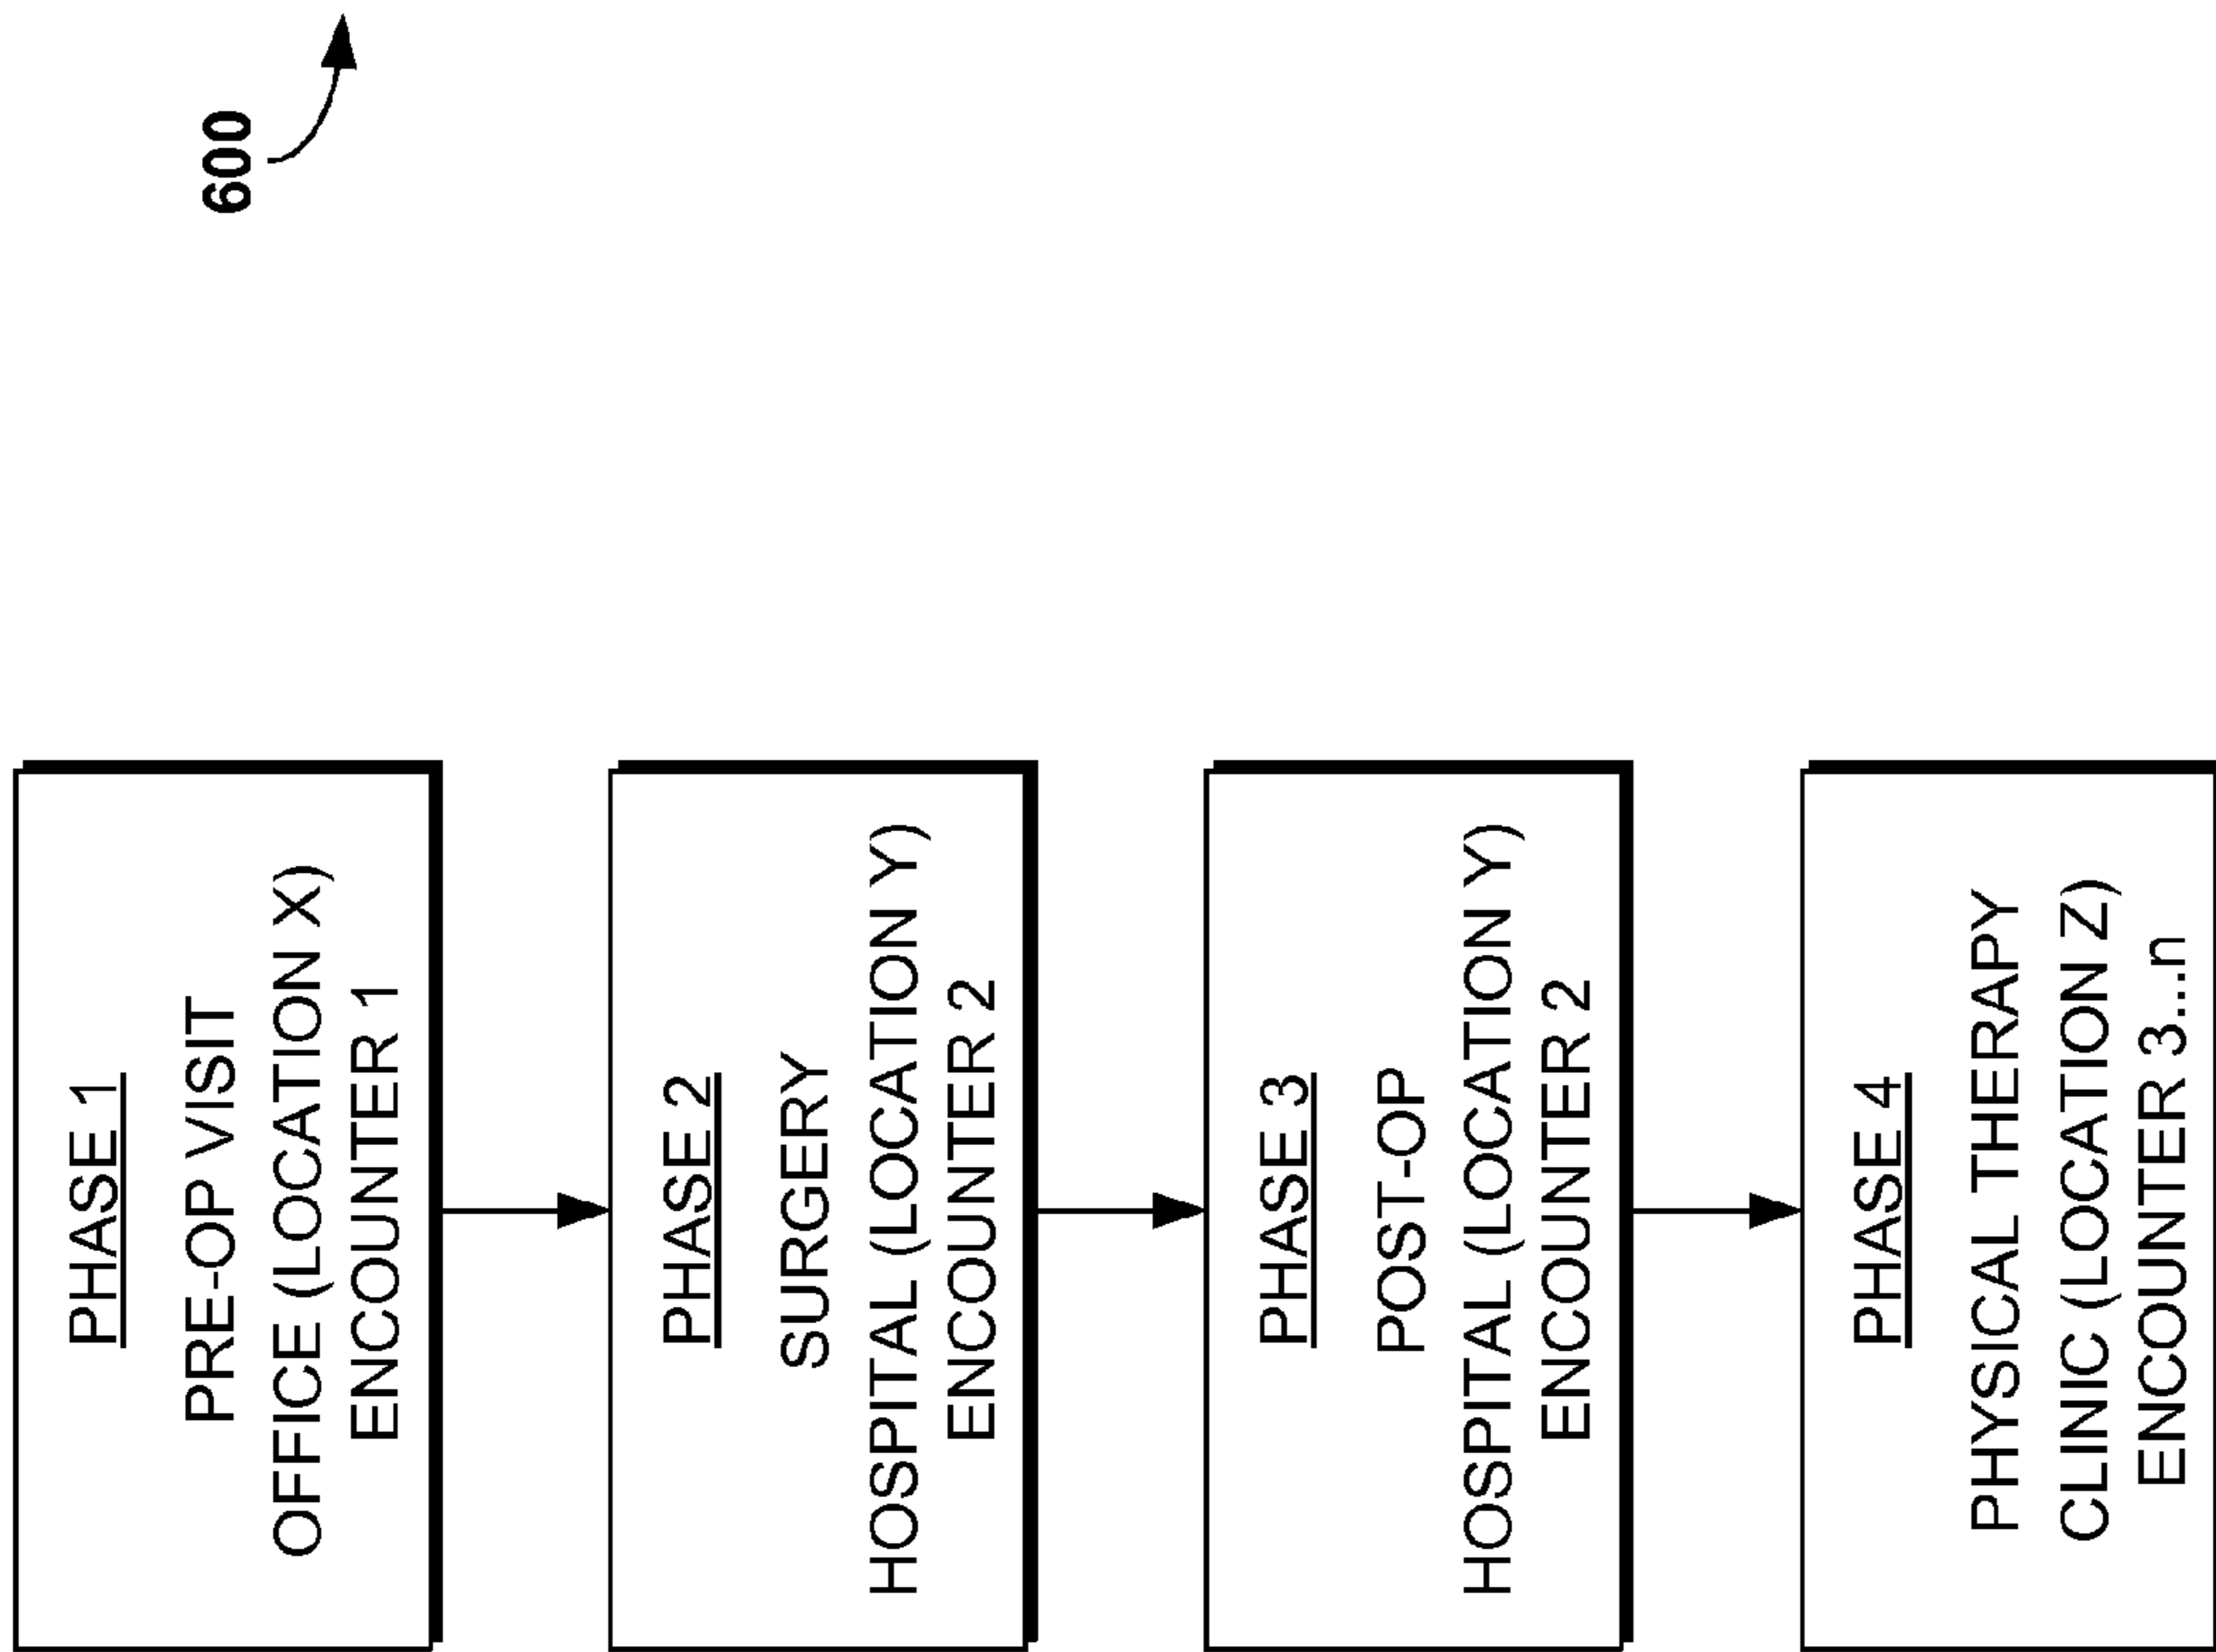 600
PHASE 1
PRE-OP VISIT
OFFICE (LOCATION X)
ENCOUNTER 1
PHASE 2
SURGERY
HOSPITAL (LOCATION Y)
ENCOUNTER 2
PHASE 3
POST-OP
HOSPITAL (LOCATION Y)
ENCOUNTER 2
PHASE 4
PHYSICAL THERAPY
CLINIC (LOCATION Z)
ENCOUNTER 3...n